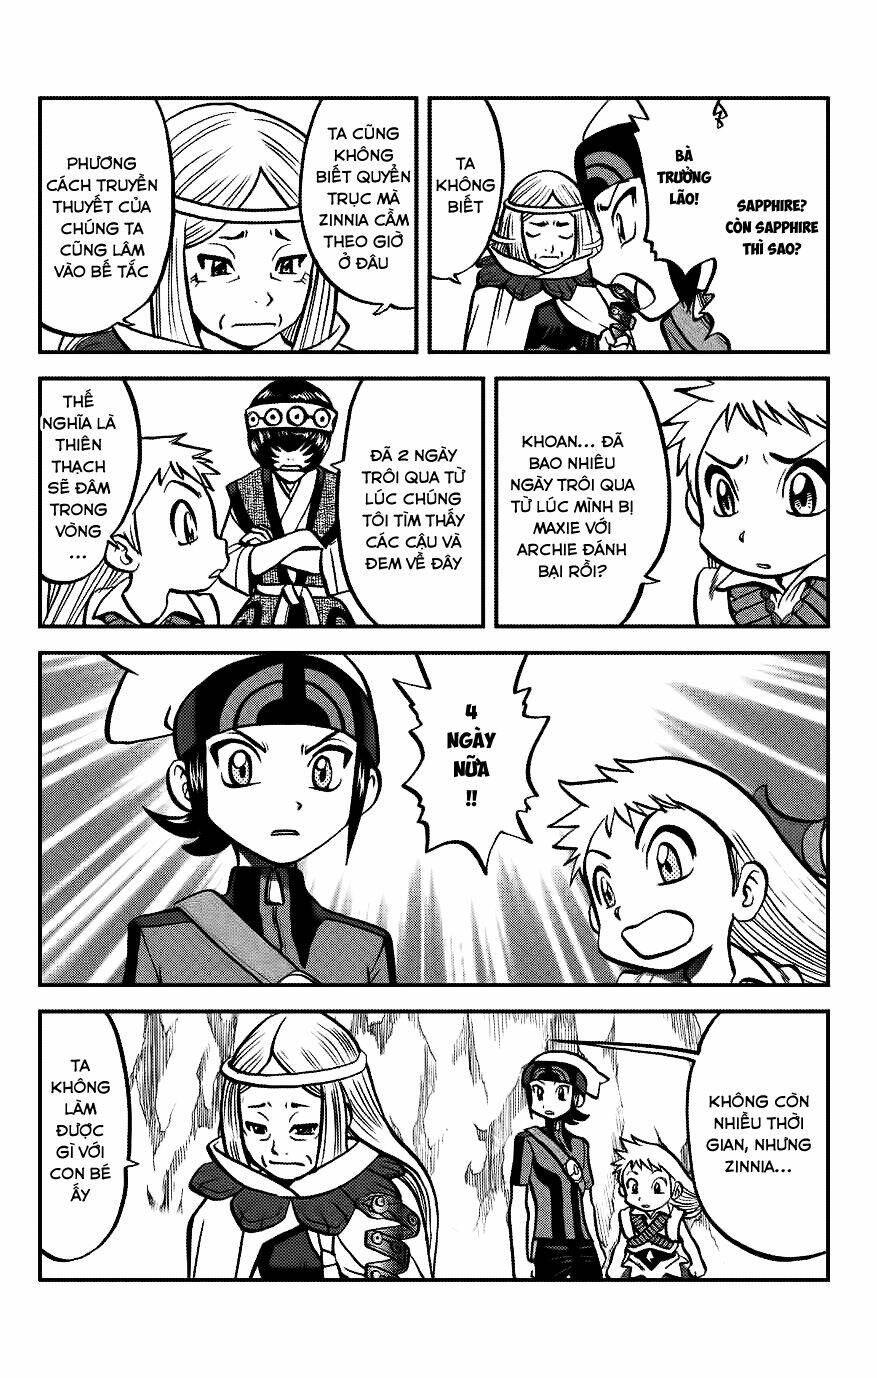 BÀ
TRƯỜNG
LÃO!
SAPPHIRE?
CÒN SAPPHIRE
THÌ SAO?
TA
KHÔNG
BIẾT
TA CŨNG
KHÔNG
BIẾT QUYỂN
TRỤC MÀ
ZINNIA CẦM
THEO GIỜ
Ở ĐÂU
PHƯƠNG
CÁCH TRUYỀN
THUYẾT CỦA
CHÚNG TA
CŨNG LÂM
VÀO BẾ TẮC
KHOAN... ĐÃ
BAO NHIÊU
NGÀY TRÔI QUA
TỪ LÚC MÌNH BỊ
MAXIE VỚI
ARCHIE ĐÁNH
BẠI RỒI?
ĐÃ 2 NGÀY
TRÔI QUA TỪ
LÚC CHÚNG
TÔI TÌM THẤY
CÁC CẬU VÀ
ĐEM VỀ ĐÂY
THẾ
NGHĨA LÀ
THIÊN
THẠCH
SẼ ĐÂM
TRONG
VÒNG
...
4
NGÀY
NỮA
!!
KHÔNG CÒN
NHIỀU THỜI
GIAN, NHƯNG
ZINNIA...
TA
KHÔNG
LÀM
ĐƯỢC
GÌ VỚI
CON BÉ
ẤY